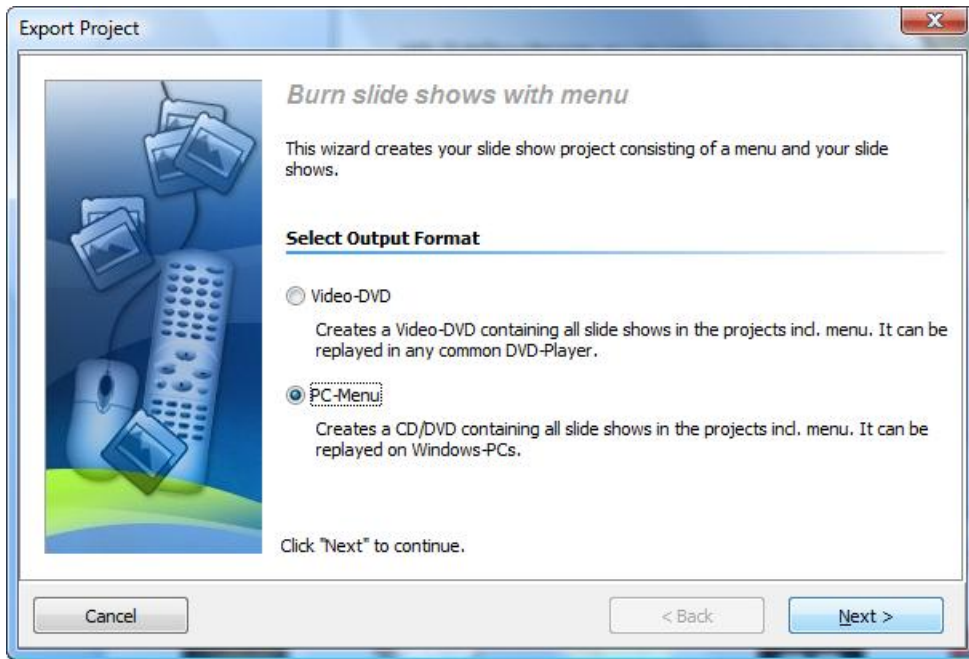 Export Project
Burn slide shows with menu
This wizard creates your slide show project consisting of a menu and your slide
shows.
Select Output Format
Video-DVD
Creates a Video-DVD containing all slide shows in the projects incl. menu. It can be
replayed in any common DVD-Player.
PC-Menu
Creates a CD/DVD containing all slide shows in the projects incl. menu. It can be
replayed on Windows-PCs.
Click "Next" to continue.
Cancel
< Back
Next >